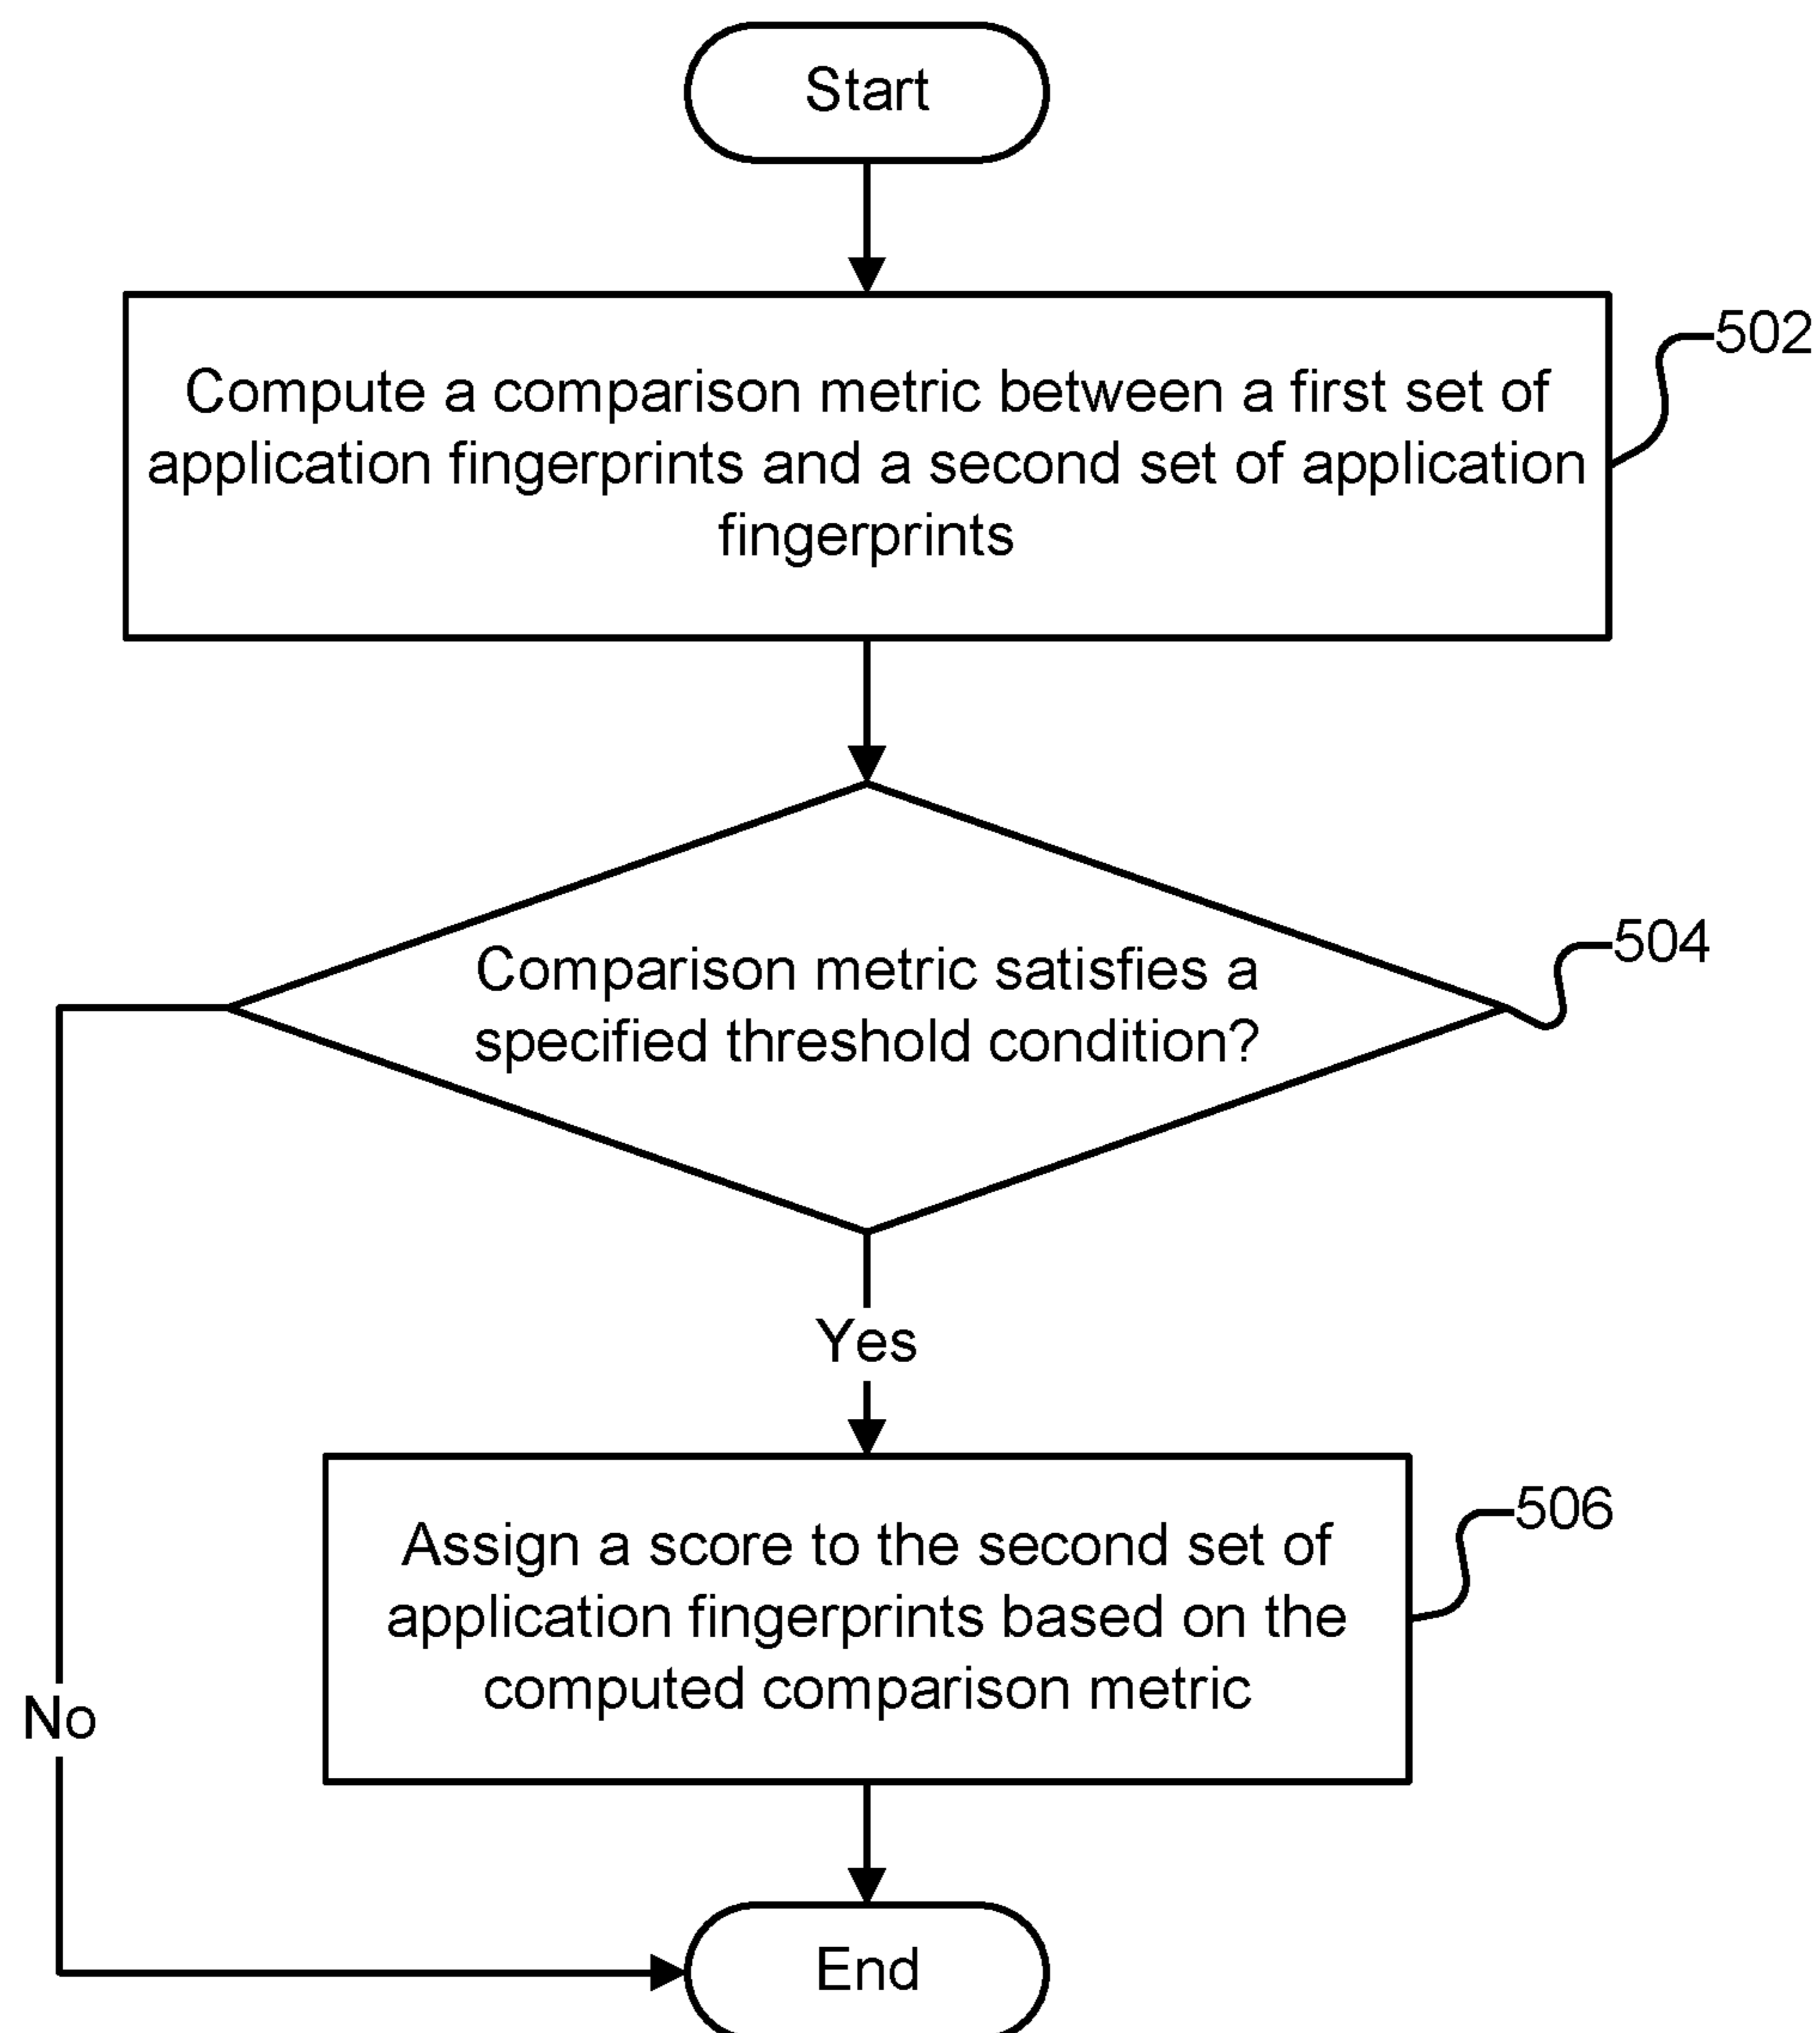 Start
Compute a comparison metric between a first set of
application fingerprints and a second set of application
fingerprints
502
Comparison metric satisfies a
specified threshold condition?
504
Yes
Assign a score to the second set of
application fingerprints based on the
computed comparison metric
506
No
End